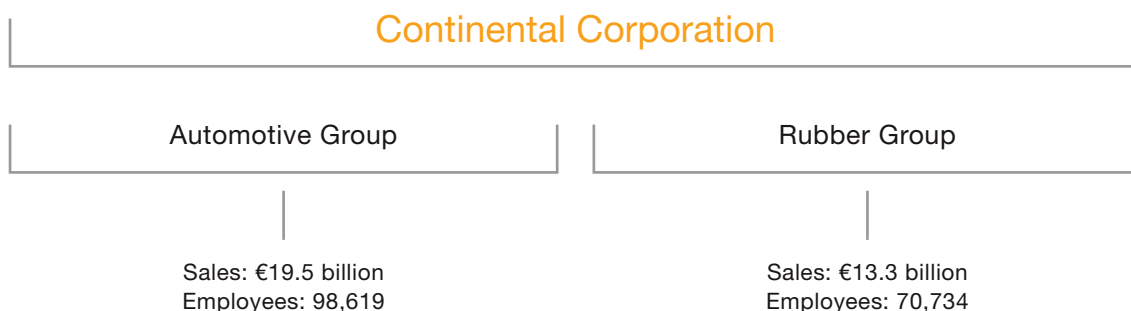 Continental Corporation
Automotive Group
Rubber Group
Sales: €19.5 billion
Employees: 98,619
Sales: €13.3 billion
Employees: 70,734